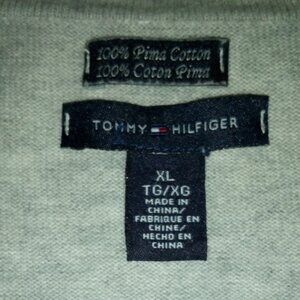 100% Pima Cotton
100% Coton Pima
TOMMY HILFIGER
XL
TG/XG
MADE IN
CHINA/
FABRIQUE EN
CHINE/
HECHO EN
CHINA